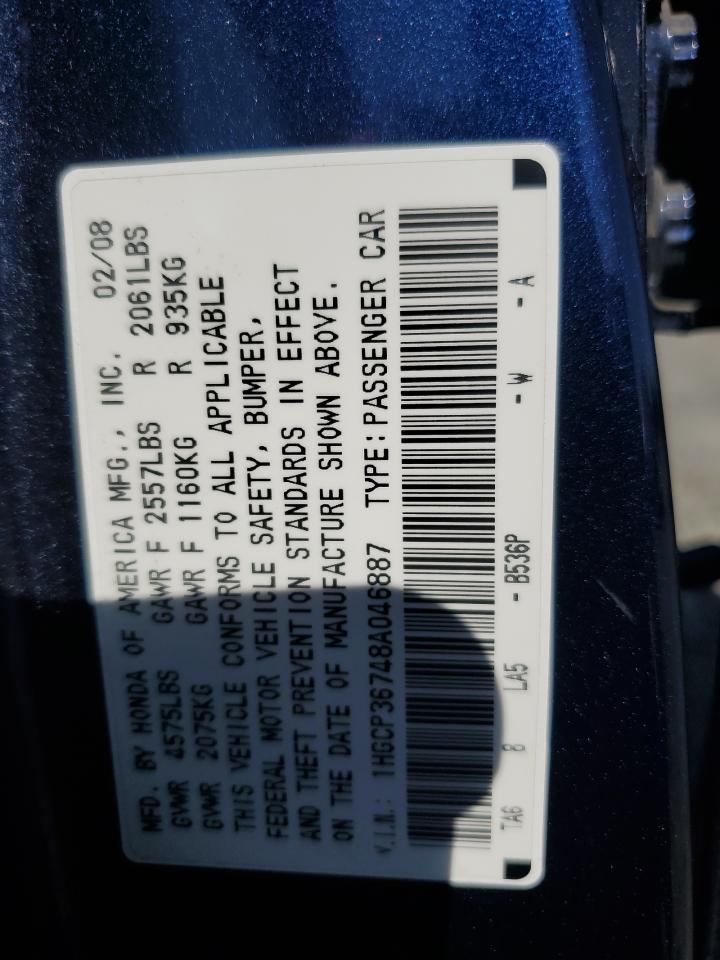 MFD. BY HONDA OF AMERICA MFG., INC. 02/08
GVWR 4575LBS GAWR F 2557LBS R 2061LBS
GVWR 2075KG GAWR F 1160KG R 935KG
THIS VEHICLE CONFORMS TO ALL APPLICABLE
FEDERAL MOTOR VEHICLE SAFETY, BUMPER,
AND THEFT PREVENTION STANDARDS IN EFFECT
ON THE DATE OF MANUFACTURE SHOWN ABOVE.
V.I.N.: 1HGCP36748A046887 TYPE:PASSENGER CAR
TA6 8 LA5 - B536P - W - A